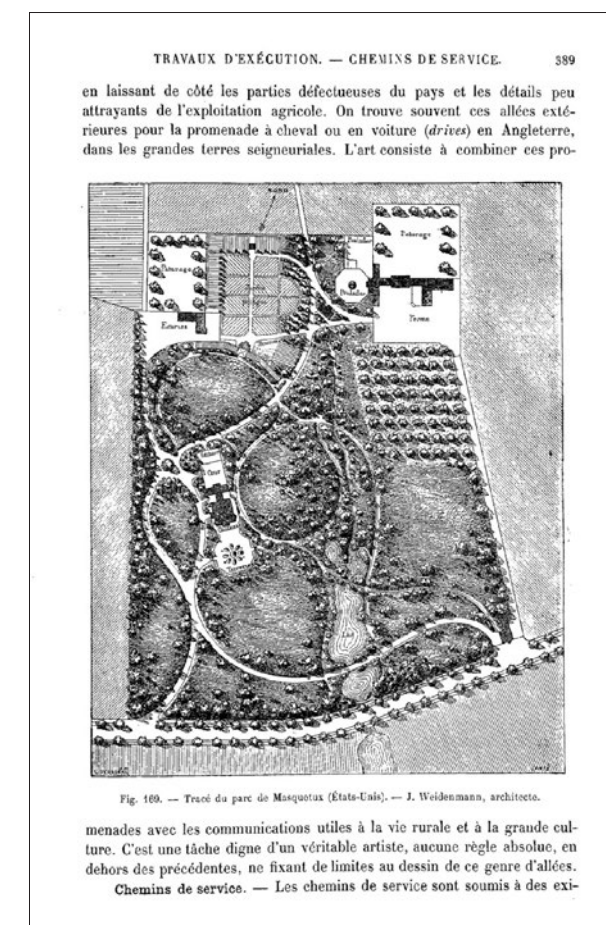 TRAVAUX D'EXÉCUTION. — CHEMINS DE SERVICE. 389
en laissant de côté les parties défectueuses du pays et les détails peu
attrayants de l'exploitation agricole. On trouve souvent ces allées exté-
rieures pour la promenade à cheval ou en voiture (drives) en Angleterre,
dans les grandes terres seigneuriales. L'art consiste à combiner ces pro-
NORD
Paturage
Paturage
Jardin
Potager
Ecuries
Ferme
Cour
Fig. 169. — Tracé du parc de Masquotux (États-Unis). — J. Weidenmann, architecte.
menades avec les communications utiles à la vie rurale et à la grande cul-
ture. C'est une tâche digne d'un véritable artiste, aucune règle absolue, en
dehors des précédentes, ne fixant de limites au dessin de ce genre d'allées.
Chemins de service. — Les chemins de service sont soumis à des exi-